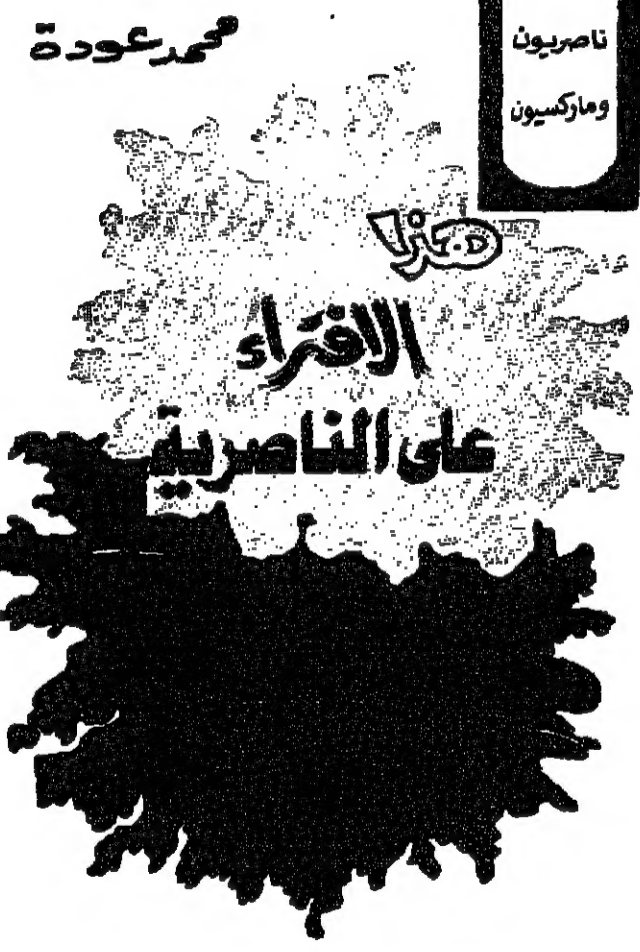 ناصريون
وماركسيون
محمد عودة
هذا
الافتراء
على الناصرية